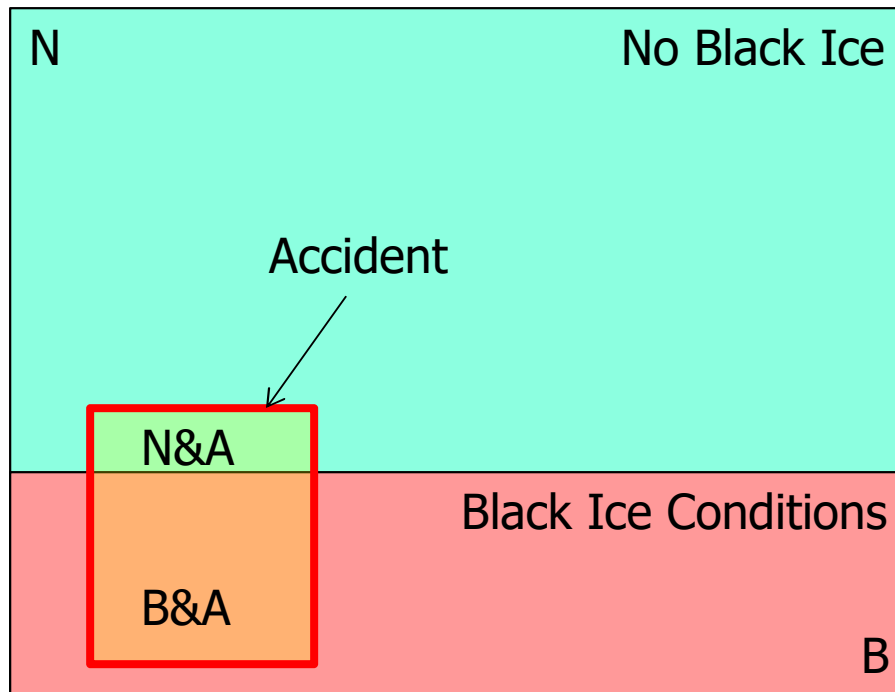 N
No Black Ice
Accident
N&A
Black Ice Conditions
B&A
B